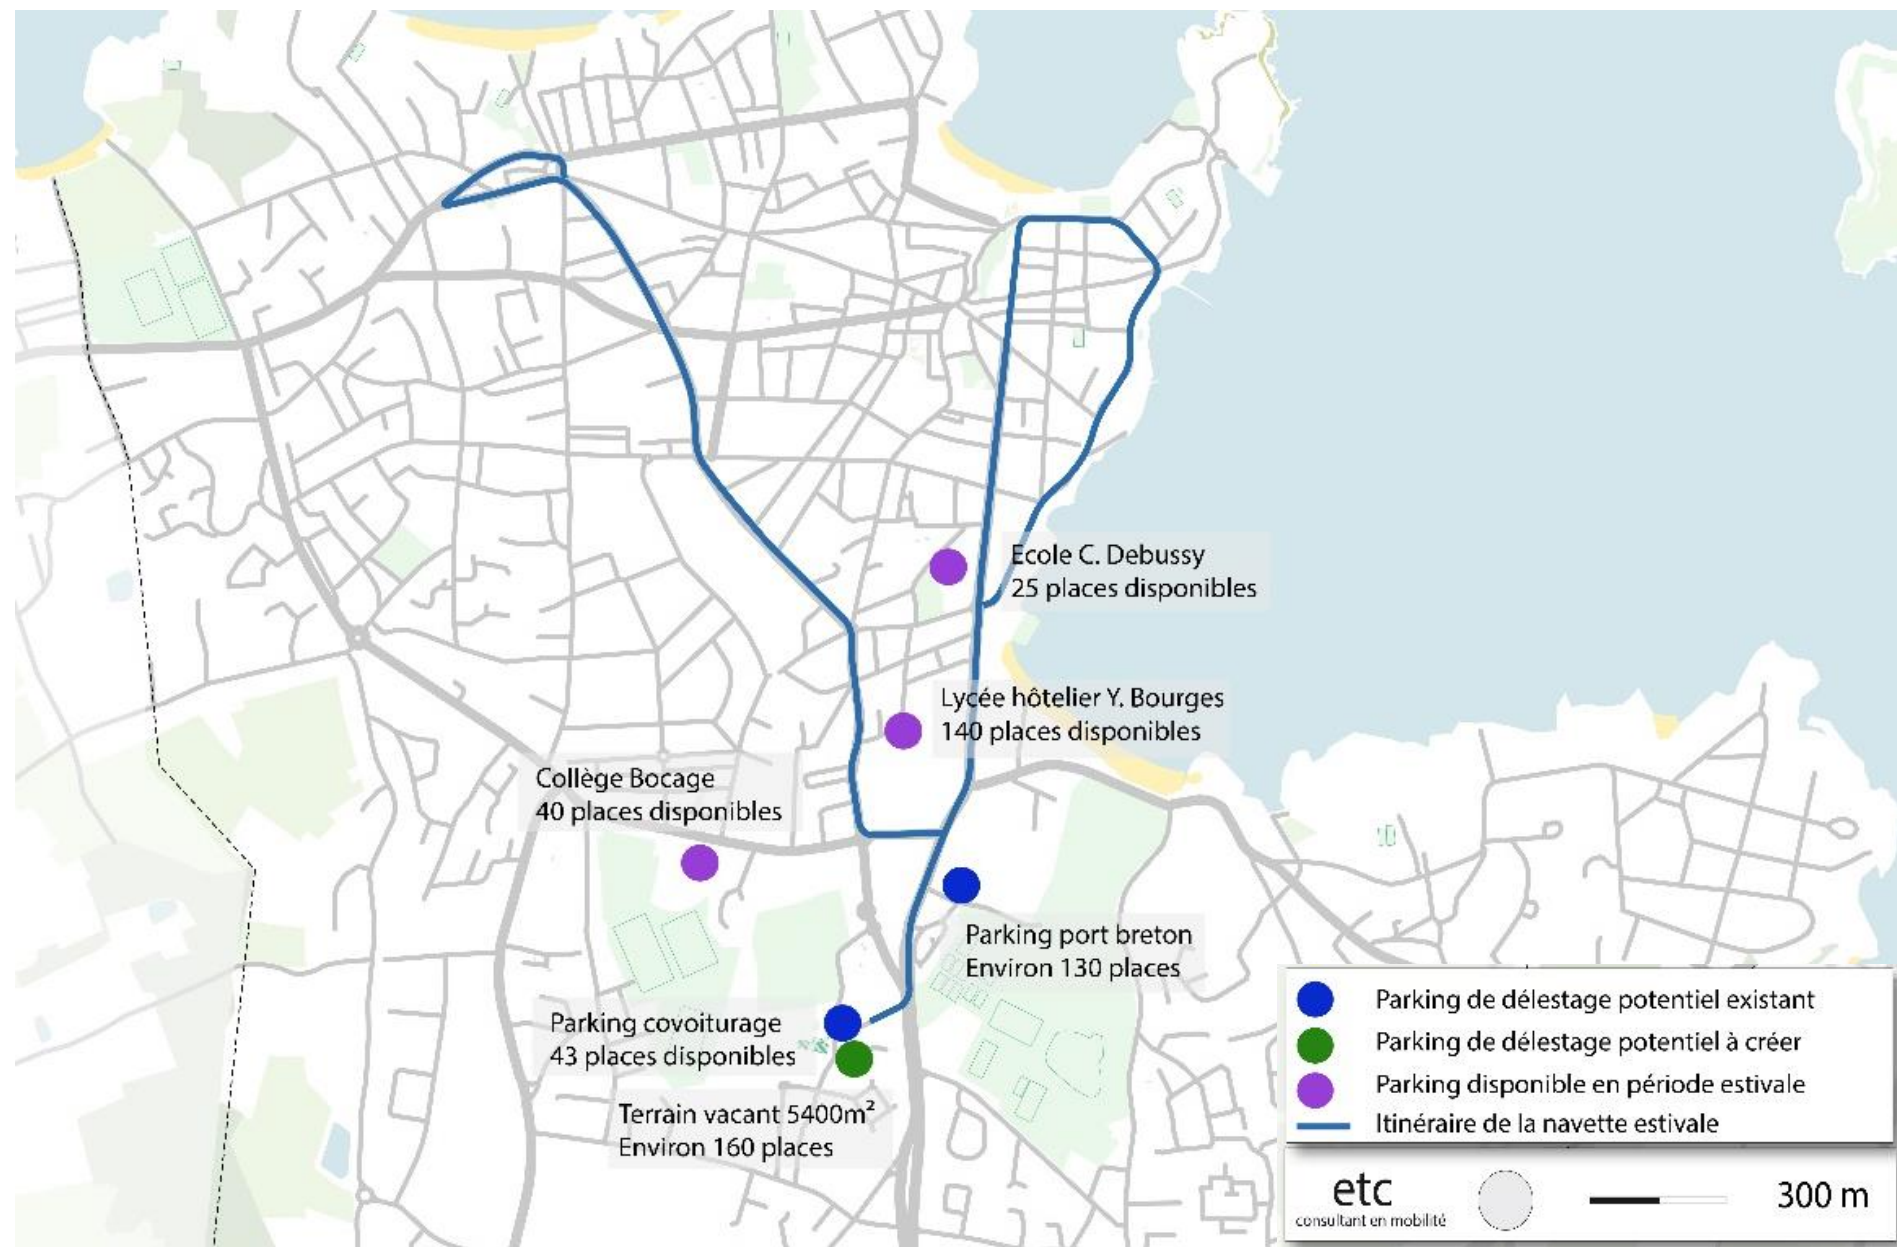 Ecole C. Debussy
25 places disponibles
Lycée hôtelier Y. Bourges
140 places disponibles
Collège Bocage
40 places disponibles
Parking port breton
Environ 130 places
Parking covoiturage
43 places disponibles
Terrain vacant 5400m²
Environ 160 places
Parking de délestage potentiel existant
Parking de délestage potentiel à créer
Parking disponible en période estivale
Itinéraire de la navette estivale
etc
consultant en mobilité
300 m